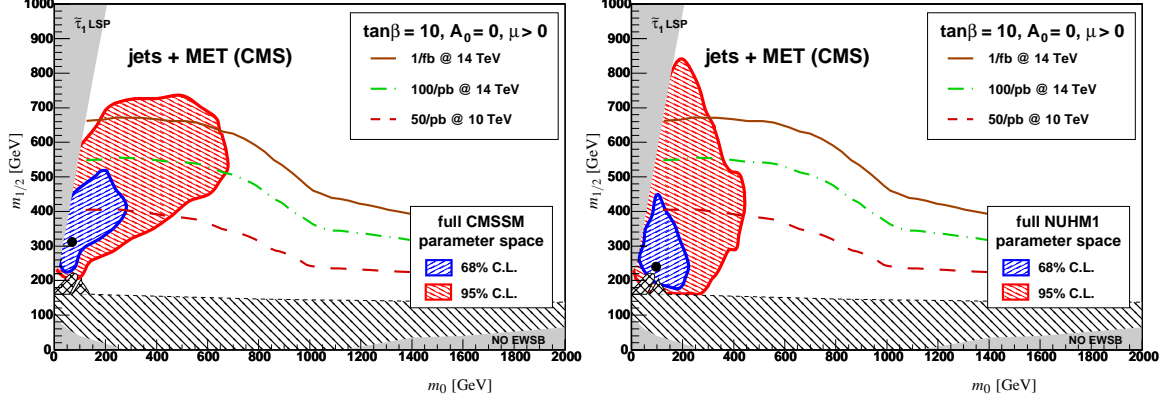 1000
900
800
700
600
500
400
300
200
100
0
m1/2 [GeV]
τ̃1 LSP
jets + MET (CMS)
tanβ = 10, A0 = 0, μ > 0
1/fb @ 14 TeV
100/pb @ 14 TeV
50/pb @ 10 TeV
full CMSSM
parameter space
68% C.L.
95% C.L.
NO EWSB
0 200 400 600 800 1000 1200 1400 1600 1800 2000
m0 [GeV]
1000
900
800
700
600
500
400
300
200
100
0
m1/2 [GeV]
τ̃1 LSP
jets + MET (CMS)
tanβ = 10, A0 = 0, μ > 0
1/fb @ 14 TeV
100/pb @ 14 TeV
50/pb @ 10 TeV
full NUHM1
parameter space
68% C.L.
95% C.L.
NO EWSB
0 200 400 600 800 1000 1200 1400 1600 1800 2000
m0 [GeV]